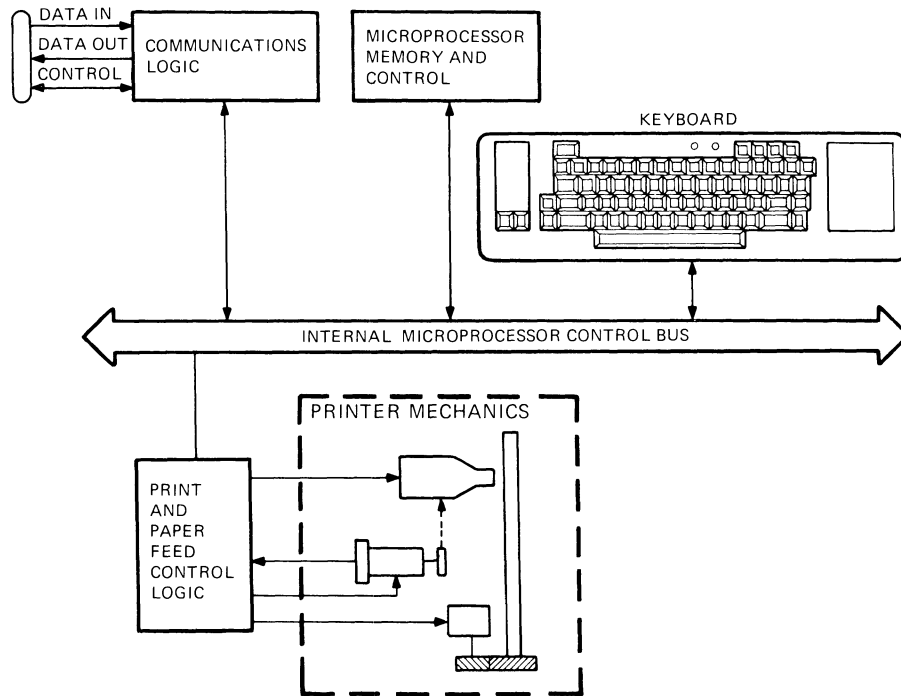 DATA IN
DATA OUT
CONTROL
COMMUNICATIONS
LOGIC
MICROPROCESSOR
MEMORY AND
CONTROL
KEYBOARD
INTERNAL MICROPROCESSOR CONTROL BUS
PRINTER MECHANICS
PRINT
AND
PAPER
FEED
CONTROL
LOGIC